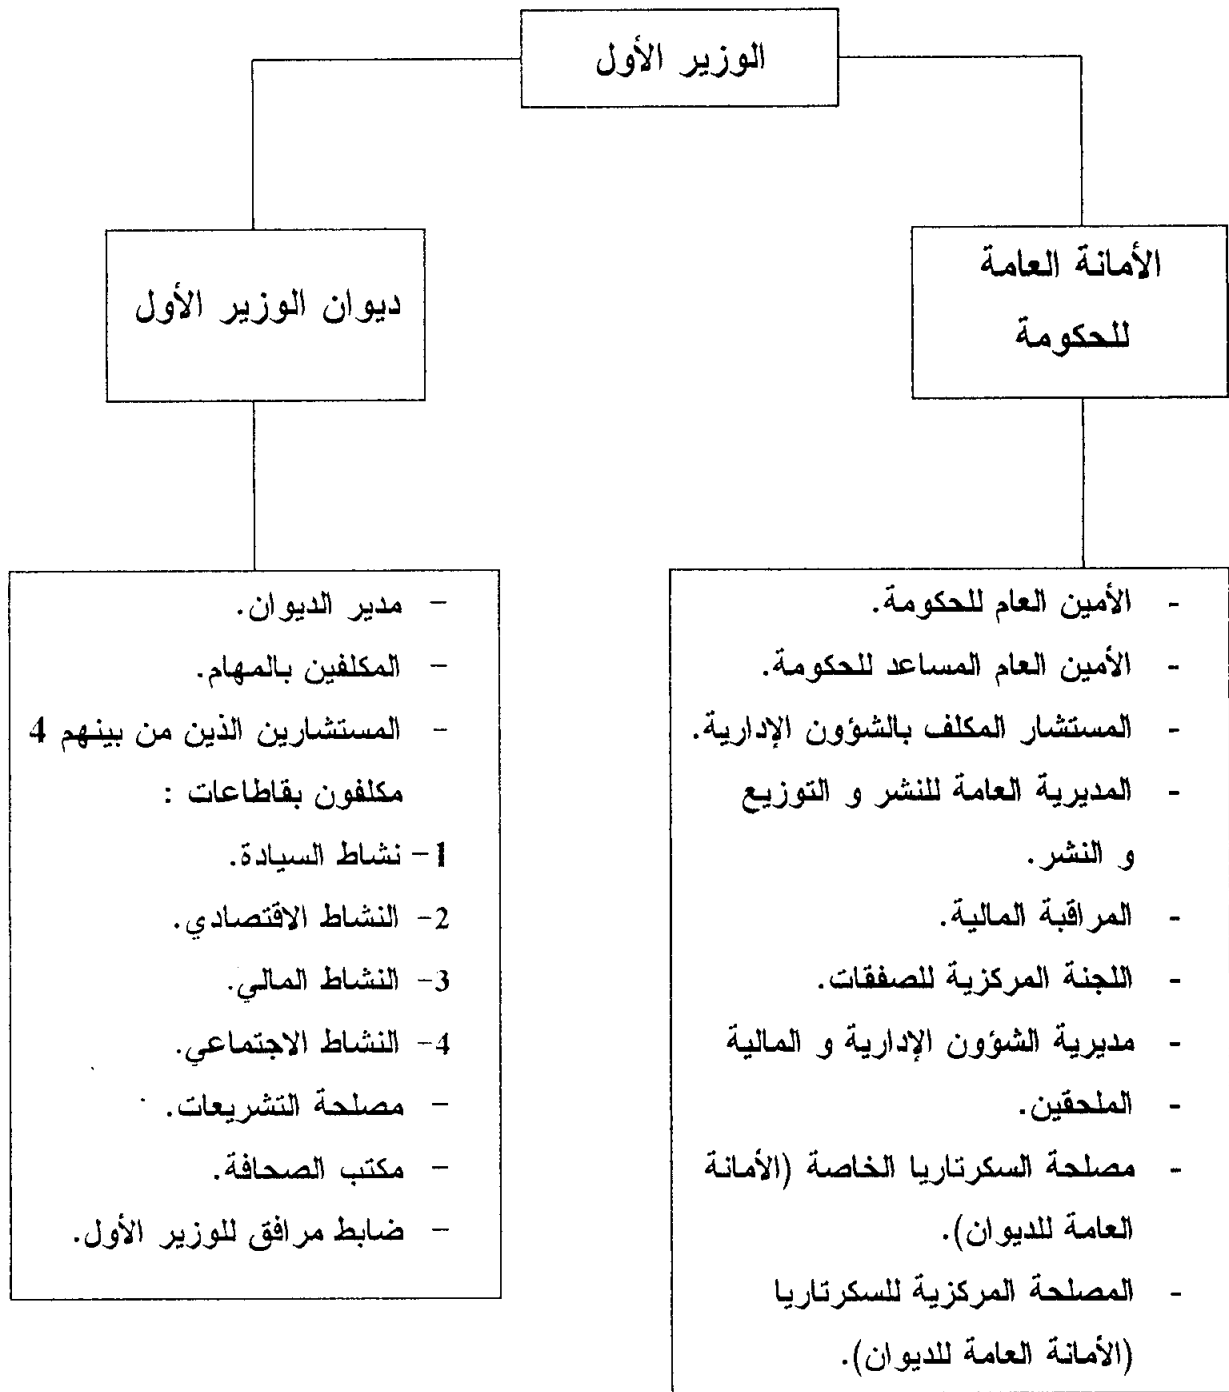 الوزير الأول
الأمانة العامة
للحكومة
ديوان الوزير الأول
- الأمين العام للحكومة.
- الأمين العام المساعد للحكومة.
- المستشار المكلف بالشؤون الإدارية.
- المديرية العامة للنشر و التوزيع
و النشر.
- المراقبة المالية.
- اللجنة المركزية للصفقات.
- مديرية الشؤون الإدارية و المالية
- الملحقين.
- مصلحة السكرتاريا الخاصة (الأمانة
العامة للديوان).
- المصلحة المركزية للسكرتاريا
(الأمانة العامة للديوان).
- مدير الديوان.
- المكلفين بالمهام.
- المستشارين الذين من بينهم 4
مكلفون بقاطاعات :
1- نشاط السيادة.
2- النشاط الاقتصادي.
3- النشاط المالي.
4- النشاط الاجتماعي.
- مصلحة التشريعات.
- مكتب الصحافة.
- ضابط مرافق للوزير الأول.